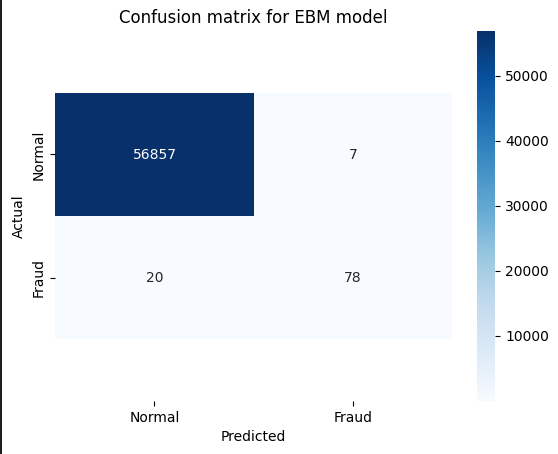 Confusion matrix for EBM model
Actual
Normal
56857
7
Fraud
20
78
Normal
Fraud
Predicted
50000
40000
30000
20000
10000